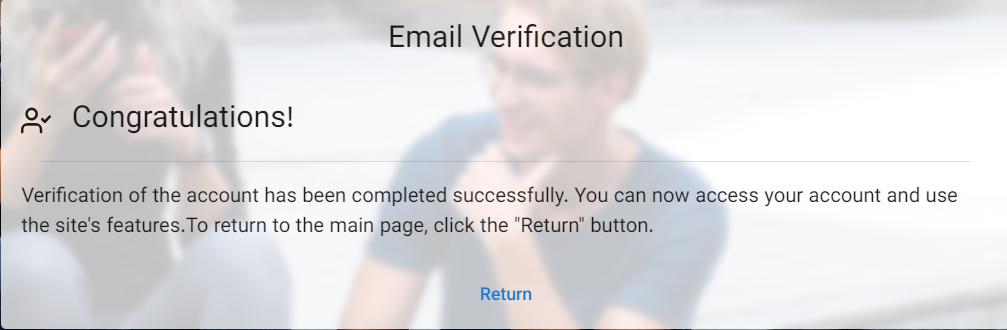 Email Verification
Congratulations!
Verification of the account has been completed successfully. You can now access your account and use
the site's features.To return to the main page, click the "Return" button.
Return